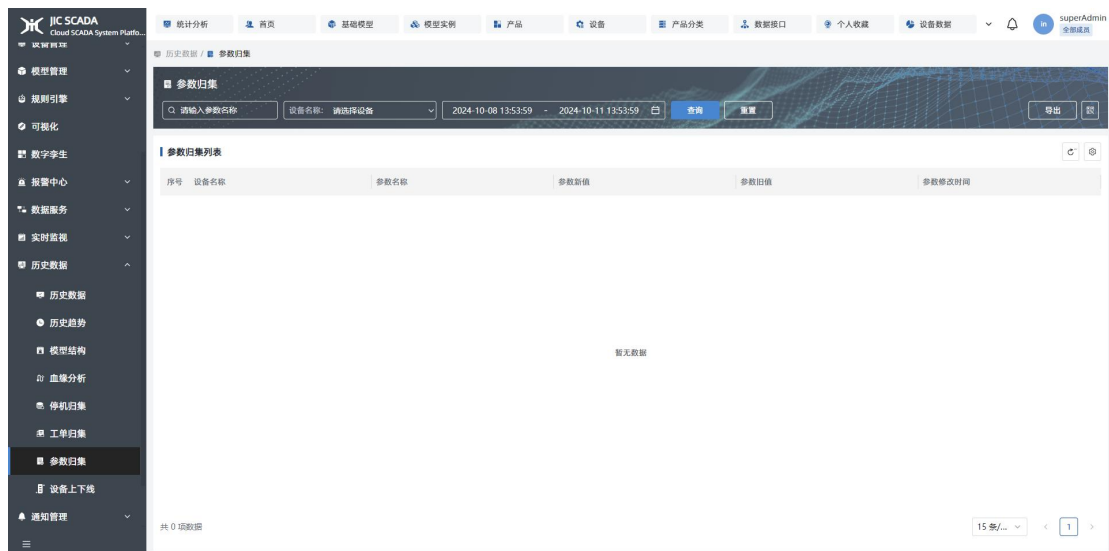 JIC SCADA
Cloud SCADA System Platfo...
统计分析 首页 基础模型 模型实例 产品 设备 产品分类 数据接口 个人收藏 设备数据
in superAdmin
全部成员
设备管理
模型管理
规则引擎
可视化
数字孪生
报警中心
数据服务
实时监视
历史数据
历史数据
历史趋势
模型结构
血缘分析
停机归集
工单归集
参数归集
设备上下线
通知管理
历史数据 / 参数归集
参数归集
请输入参数名称 设备名称: 请选择设备 2024-10-08 13:53:59 - 2024-10-11 13:53:59 查询 重置 导出
参数归集列表
序号 设备名称 参数名称 参数新值 参数旧值 参数修改时间
暂无数据
共 0 项数据 15 条/... < 1 >